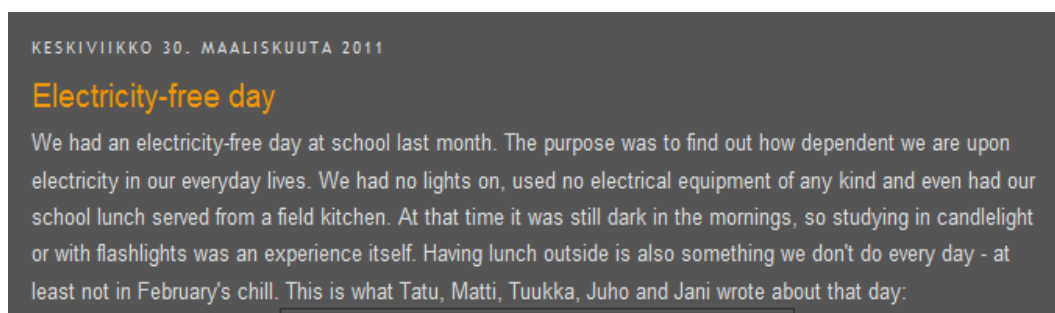 KESKIVIIKKO 30. MAALISKUUTA 2011
Electricity-free day
We had an electricity-free day at school last month. The purpose was to find out how dependent we are upon
electricity in our everyday lives. We had no lights on, used no electrical equipment of any kind and even had our
school lunch served from a field kitchen. At that time it was still dark in the mornings, so studying in candlelight
or with flashlights was an experience itself. Having lunch outside is also something we don't do every day - at
least not in February's chill. This is what Tatu, Matti, Tuukka, Juho and Jani wrote about that day: